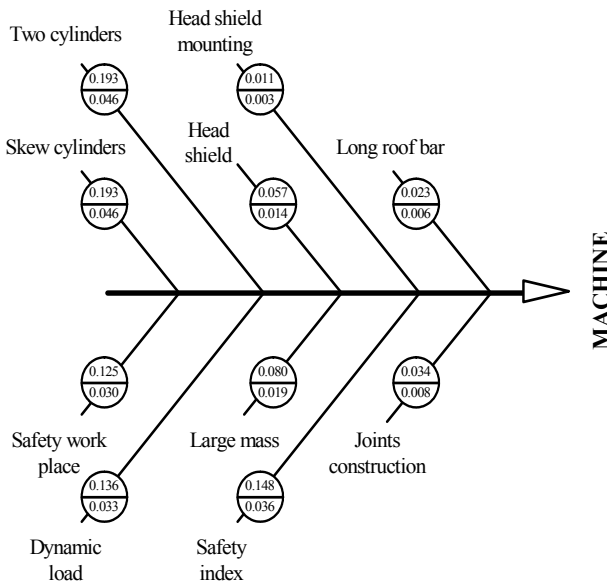 Two cylinders
0.193
0.046
Head shield
mounting
0.011
0.003
Skew cylinders
0.193
0.046
Head
shield
0.057
0.014
Long roof bar
0.023
0.006
MACHINE
0.125
0.030
Safety work
place
0.080
0.019
Large mass
0.034
0.008
Joints
construction
0.136
0.033
Dynamic
load
0.148
0.036
Safety
index